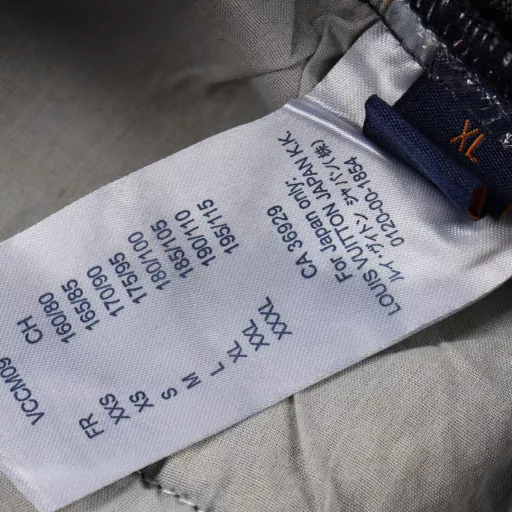 XL
VCCM09
FR CH
XXS 160/80
XS 165/85
S 170/90
M 175/95
L 180/100
XL 185/105
XXL 190/110
XXXL 195/115
CA 36929
For Japan only.
LOUIS VUITTON JAPAN K.K.
ルイ・ヴィトン ジャパン(株)
0120-00-1854